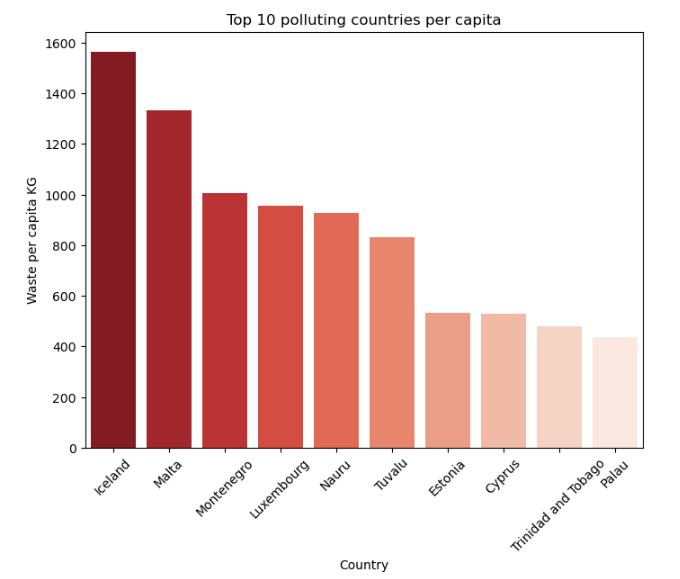 Top 10 polluting countries per capita
Waste per capita KG
1600
1400
1200
1000
800
600
400
200
0
Iceland
Malta
Montenegro
Luxembourg
Nauru
Tuvalu
Estonia
Cyprus
Trinidad and Tobago
Palau
Country